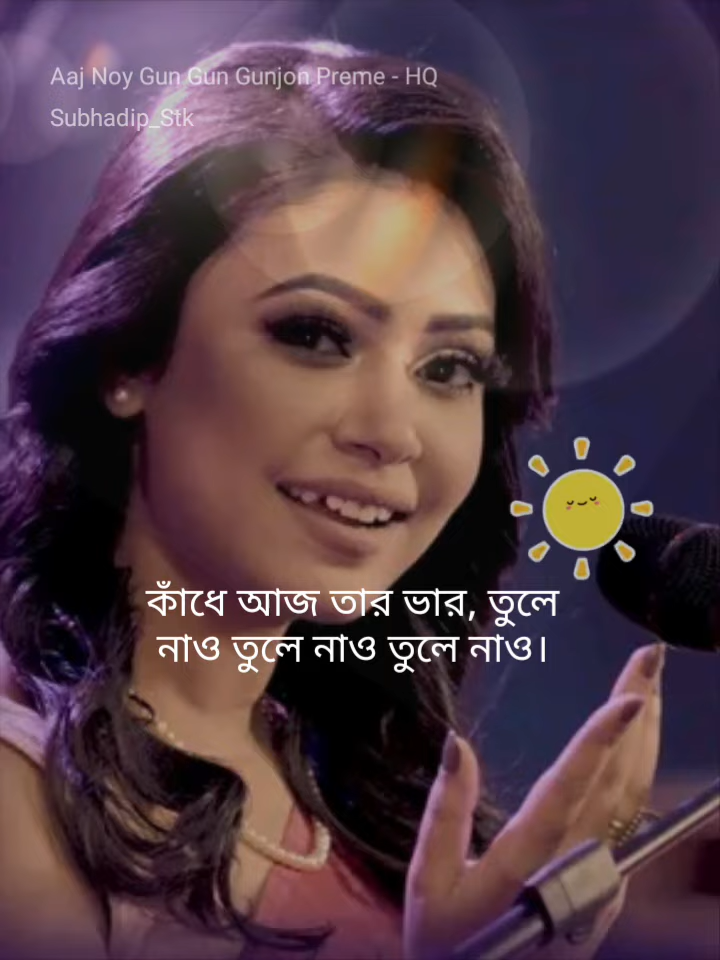 Aaj Noy Gun Gun Gunjon Preme - HQ
Subhadip_Stk
কাঁধে আজ তার ভার, তুলে
নাও তুলে নাও তুলে নাও।